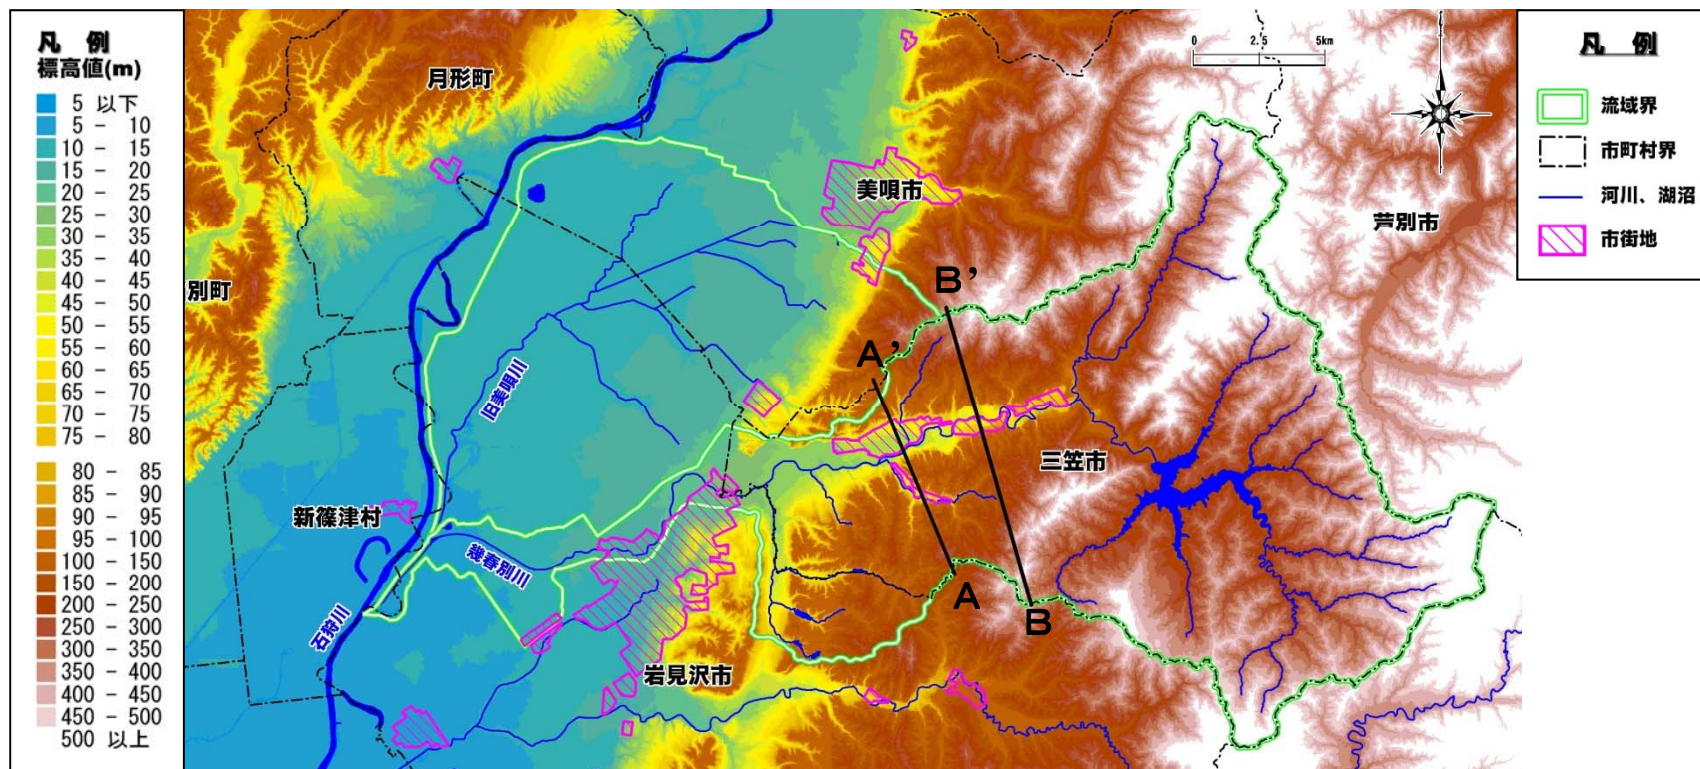 凡 例
標高値(m)
5 以下
5 - 10
10 - 15
15 - 20
20 - 25
25 - 30
30 - 35
35 - 40
40 - 45
45 - 50
50 - 55
55 - 60
60 - 65
65 - 70
70 - 75
75 - 80
80 - 85
85 - 90
90 - 95
95 - 100
100 - 150
150 - 200
200 - 250
250 - 300
300 - 350
350 - 400
400 - 450
450 - 500
500 以上
月形町
美唄市
別町
旧美唄川
新篠津村
幾春別川
石狩川
岩見沢市
三笠市
芦別市
A'
B'
A
B
0 2.5 5km
凡 例
流域界
市町村界
河川、湖沼
市街地